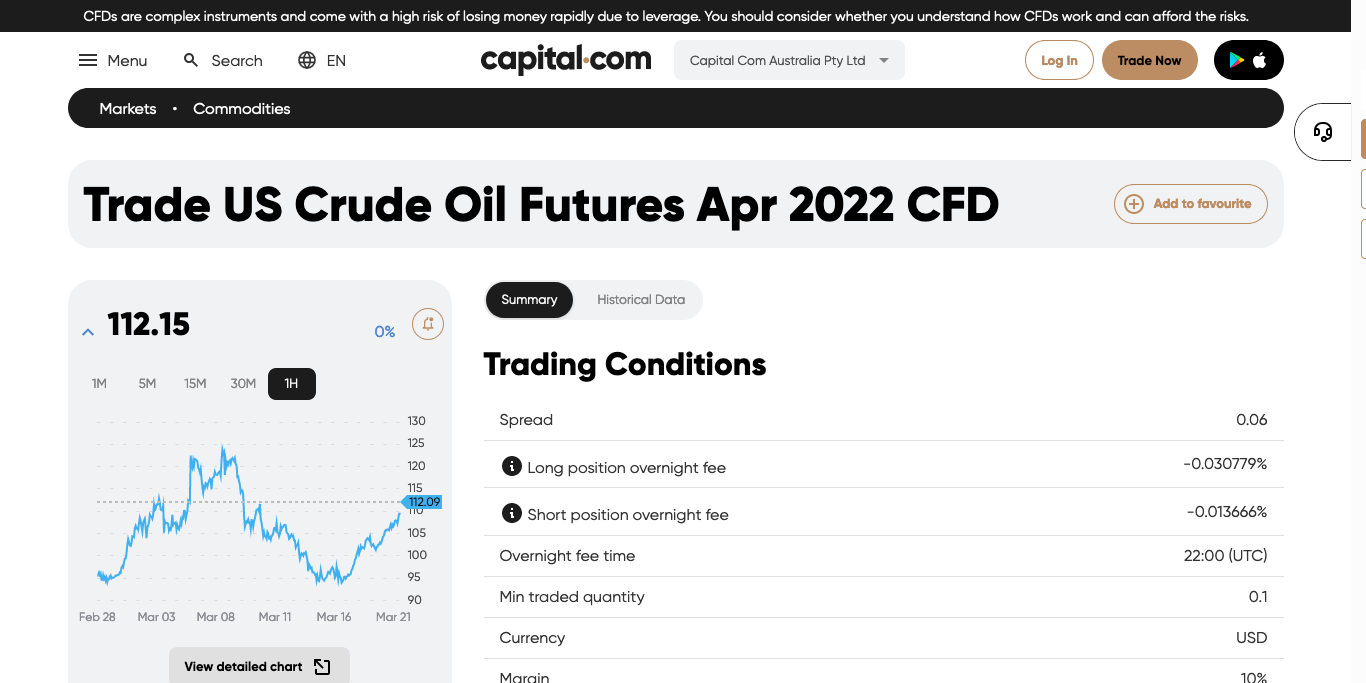 CFDs are complex instruments and come with a high risk of losing money rapidly due to leverage. You should consider whether you understand how CFDs work and can afford the risks.
Menu
Search
EN
capital.com
Capital Com Australia Pty Ltd
Log In
Trade Now
Markets • Commodities
Trade US Crude Oil Futures Apr 2022 CFD
Add to favourite
112.15
0%
1M 5M 15M 30M 1H
130
125
120
115
112.09
110
105
100
95
90
Feb 28 Mar 03 Mar 08 Mar 11 Mar 16 Mar 21
View detailed chart
Summary Historical Data
Trading Conditions
Spread 0.06
Long position overnight fee -0.030779%
Short position overnight fee -0.013666%
Overnight fee time 22:00 (UTC)
Min traded quantity 0.1
Currency USD
Margin 10%